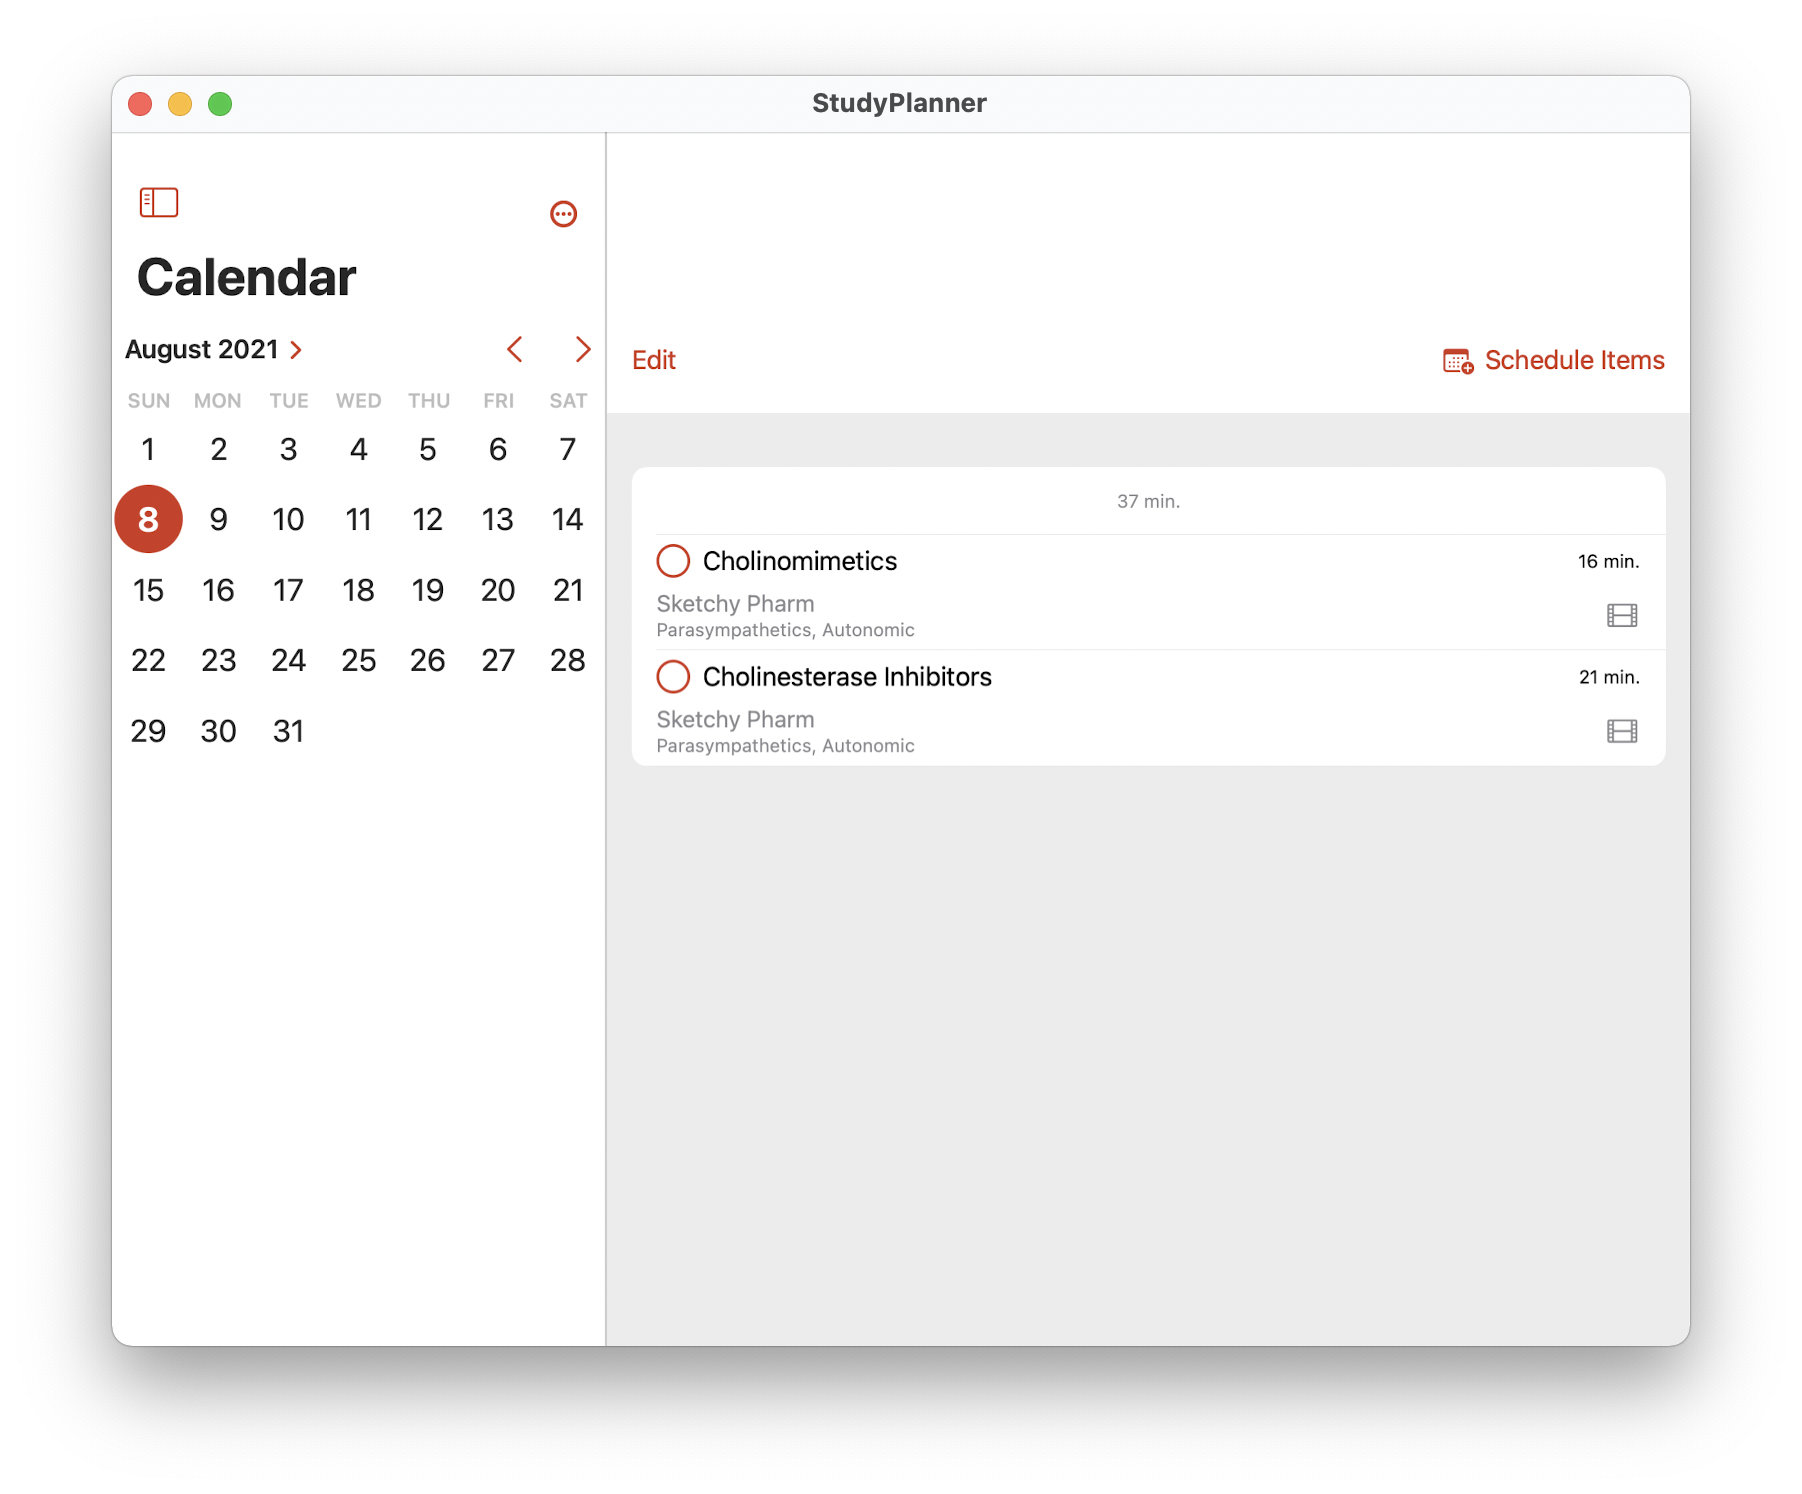 StudyPlanner
Calendar
August 2021
SUN MON TUE WED THU FRI SAT
1 2 3 4 5 6 7
8 9 10 11 12 13 14
15 16 17 18 19 20 21
22 23 24 25 26 27 28
29 30 31
Edit
Schedule Items
37 min.
Cholinomimetics
16 min.
Sketchy Pharm
Parasympathetics, Autonomic
Cholinesterase Inhibitors
21 min.
Sketchy Pharm
Parasympathetics, Autonomic